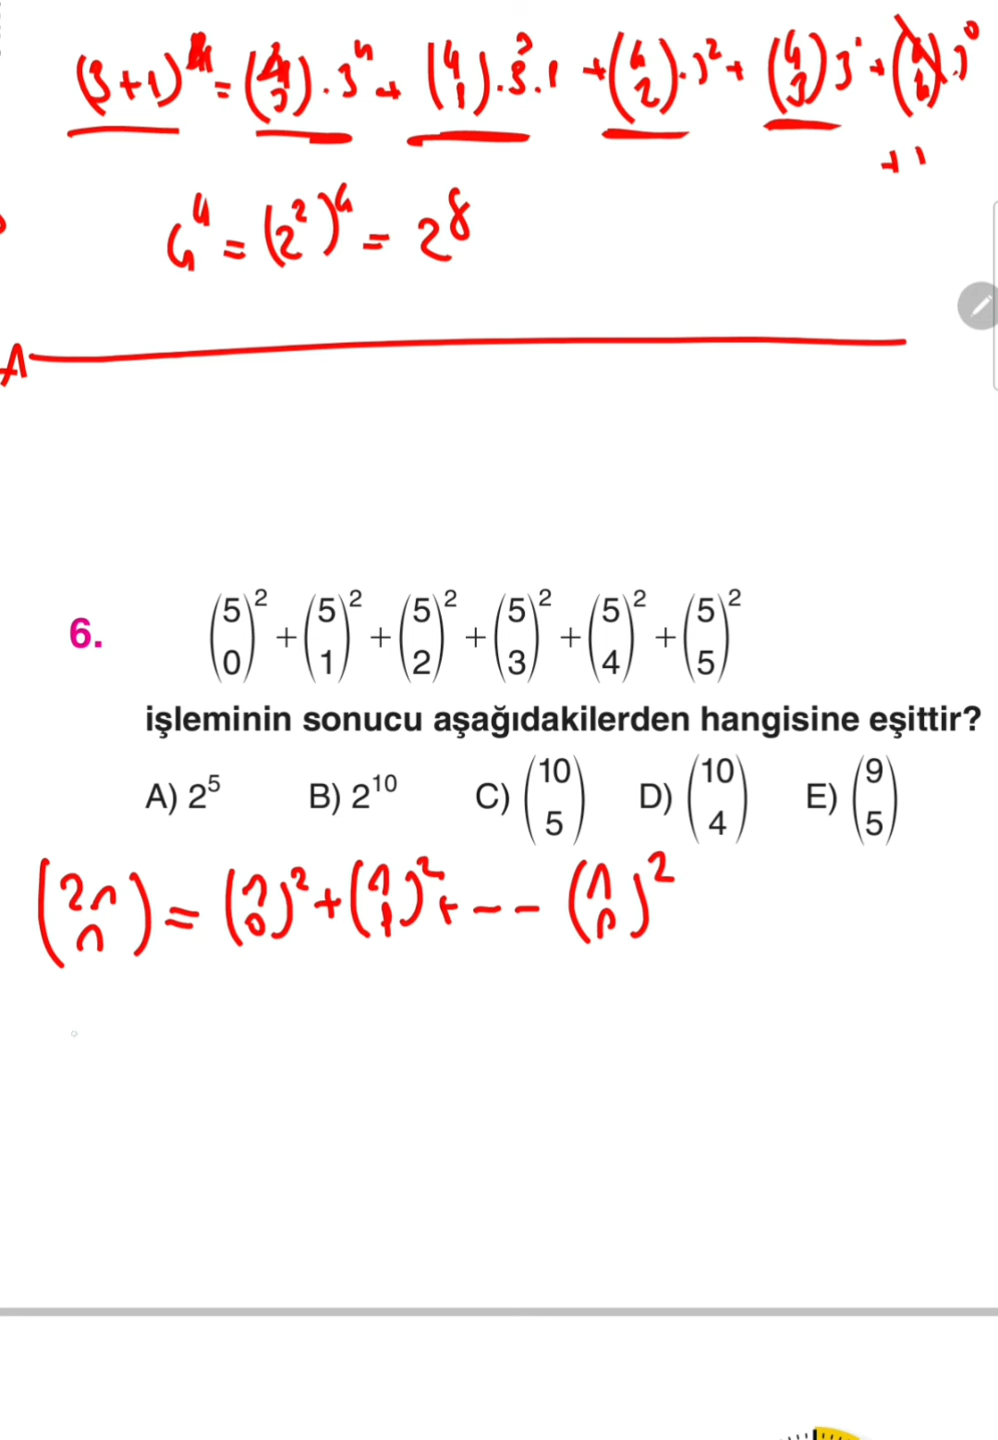 (3+1)⁴ = (4 0) . 3⁴ + (4 1) . 3³ . 1 + (4 2) . 3² + (4 3) 3¹ + (4 4) . 3⁰
+1
4⁴ = (2²)⁴ = 2⁸
A
6. (5 0)² + (5 1)² + (5 2)² + (5 3)² + (5 4)² + (5 5)²
işleminin sonucu aşağıdakilerden hangisine eşittir?
A) 2⁵ B) 2¹⁰ C) (10 5) D) (10 4) E) (9 5)
(2n n) = (n 0)² + (n 1)² + - - (n n)²